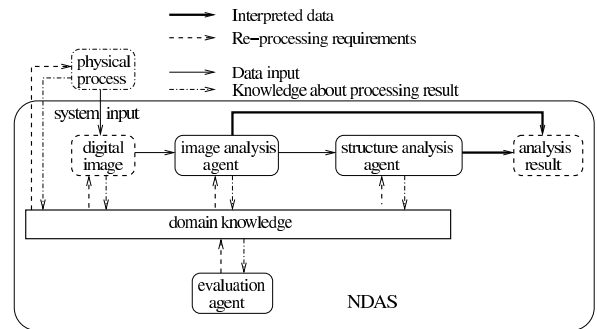 Interpreted data
Re-processing requirements
Data input
Knowledge about processing result
physical
process
system input
digital
image
image analysis
agent
structure analysis
agent
analysis
result
domain knowledge
evaluation
agent
NDAS